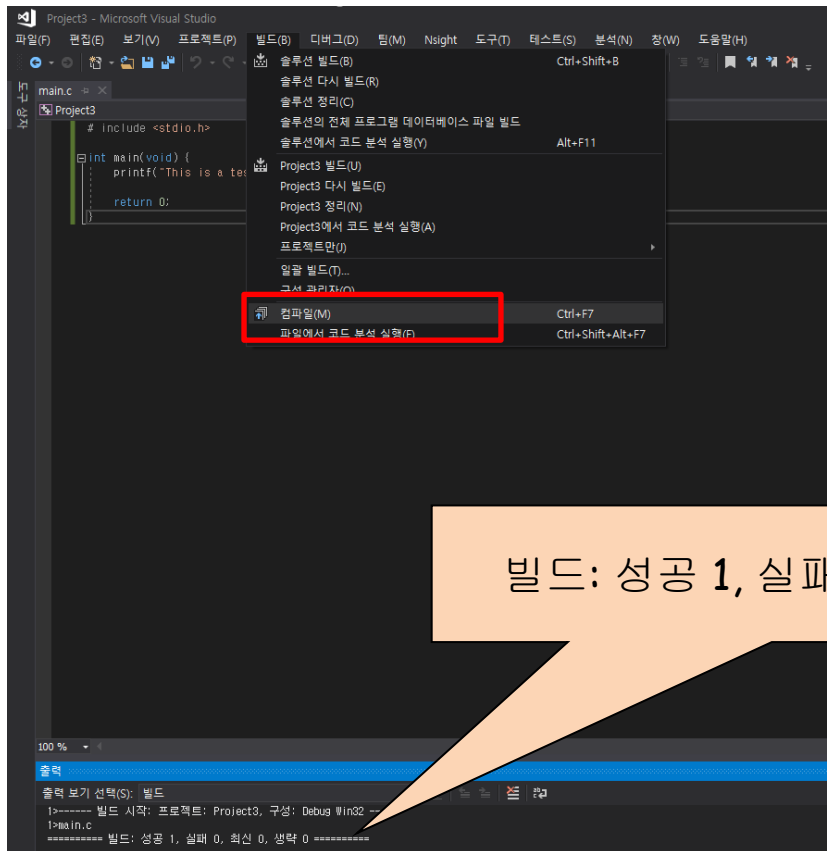 Project3 - Microsoft Visual Studio
파일(F) 편집(E) 보기(V) 프로젝트(P) 빌드(B) 디버그(D) 팀(M) Nsight 도구(T) 테스트(S) 분석(N) 창(W) 도움말(H)
솔루션 빌드(B) Ctrl+Shift+B
솔루션 다시 빌드(R)
솔루션 정리(C)
솔루션의 전체 프로그램 데이터베이스 파일 빌드
솔루션에서 코드 분석 실행(Y) Alt+F11
Project3 빌드(U)
Project3 다시 빌드(E)
Project3 정리(N)
Project3에서 코드 분석 실행(A)
프로젝트만(J)
일괄 빌드(T)...
구성 관리자(O)...
컴파일(M) Ctrl+F7
파일에서 코드 분석 실행(F) Ctrl+Shift+Alt+F7
도구 상자
main.c
Project3
# include <stdio.h>
int main(void) {
printf("This is a tes
return 0;
}
빌드: 성공 1, 실패
100 %
출력
출력 보기 선택(S): 빌드
1>------ 빌드 시작: 프로젝트: Project3, 구성: Debug Win32 ---
1>main.c
========== 빌드: 성공 1, 실패 0, 최신 0, 생략 0 ==========